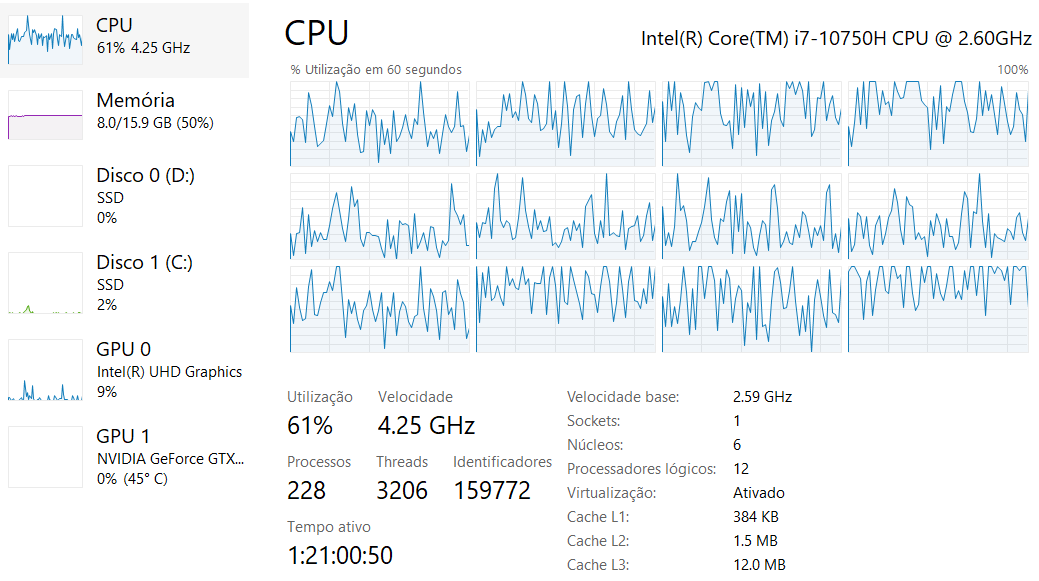 CPU
61% 4.25 GHz
Memória
8.0/15.9 GB (50%)
Disco 0 (D:)
SSD
0%
Disco 1 (C:)
SSD
2%
GPU 0
Intel(R) UHD Graphics
9%
GPU 1
NVIDIA GeForce GTX...
0% (45° C)
CPU
Intel(R) Core(TM) i7-10750H CPU @ 2.60GHz
% Utilização em 60 segundos
100%
Utilização Velocidade
61% 4.25 GHz
Processos Threads Identificadores
228 3206 159772
Tempo ativo
1:21:00:50
Velocidade base: 2.59 GHz
Sockets: 1
Núcleos: 6
Processadores lógicos: 12
Virtualização: Ativado
Cache L1: 384 KB
Cache L2: 1.5 MB
Cache L3: 12.0 MB